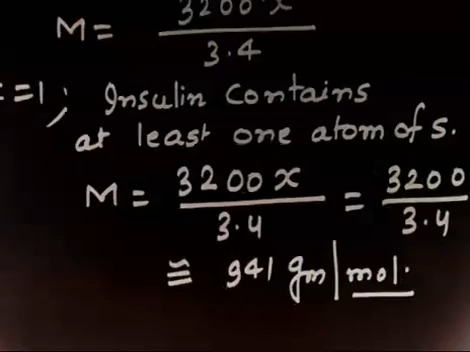 M = 3200 x / 3.4
=1; Insulin contains
at least one atom of s.
M = 3200 x / 3.4 = 3200 / 3.4
≅ 941 gm/mol.